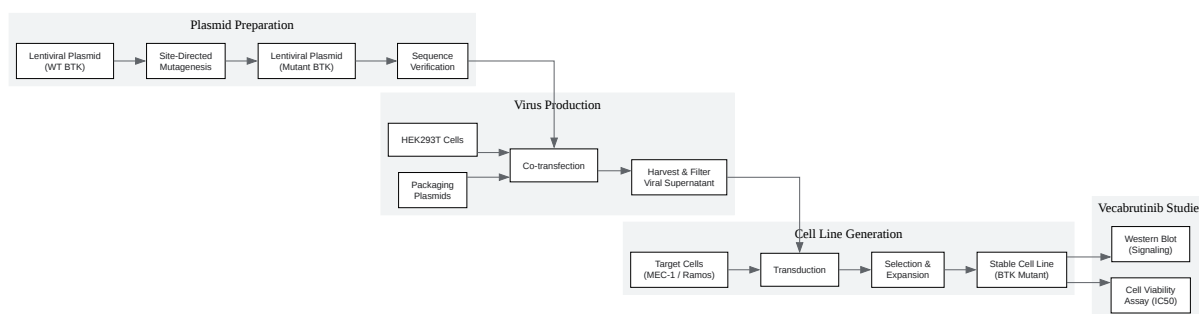 Plasmid Preparation
Lentiviral Plasmid
(WT BTK)
Site-Directed
Mutagenesis
Lentiviral Plasmid
(Mutant BTK)
Sequence
Verification
Virus Production
HEK293T Cells
Packaging
Plasmids
Co-transfection
Harvest & Filter
Viral Supernatant
Cell Line Generation
Target Cells
(MEC-1 / Ramos)
Transduction
Selection &
Expansion
Stable Cell Line
(BTK Mutant)
Vecabrutinib Studie
Western Blot
(Signaling)
Cell Viability
Assay (IC50)